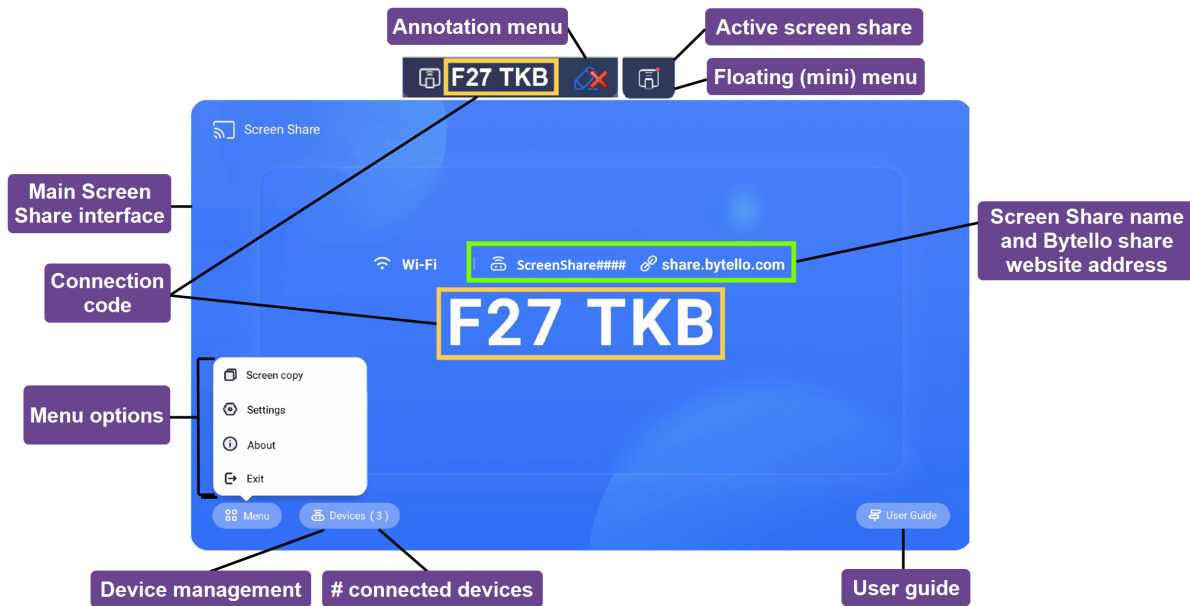 Annotation menu
Active screen share
F27 TKB
Floating (mini) menu
Screen Share
Main Screen
Share interface
Screen Share name
and Bytello share
website address
Wi-Fi
ScreenShare####
share.bytello.com
Connection
code
F27 TKB
Menu options
Screen copy
Settings
About
Exit
Menu
Devices (3)
User Guide
Device management
# connected devices
User guide